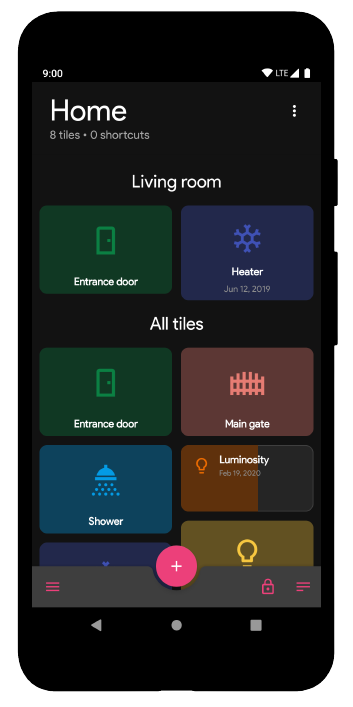 9:00
LTE
Home
8 tiles • 0 shortcuts
Living room
Entrance door
Heater
Jun 12, 2019
All tiles
Entrance door
Main gate
Luminosity
Feb 19, 2020
Shower